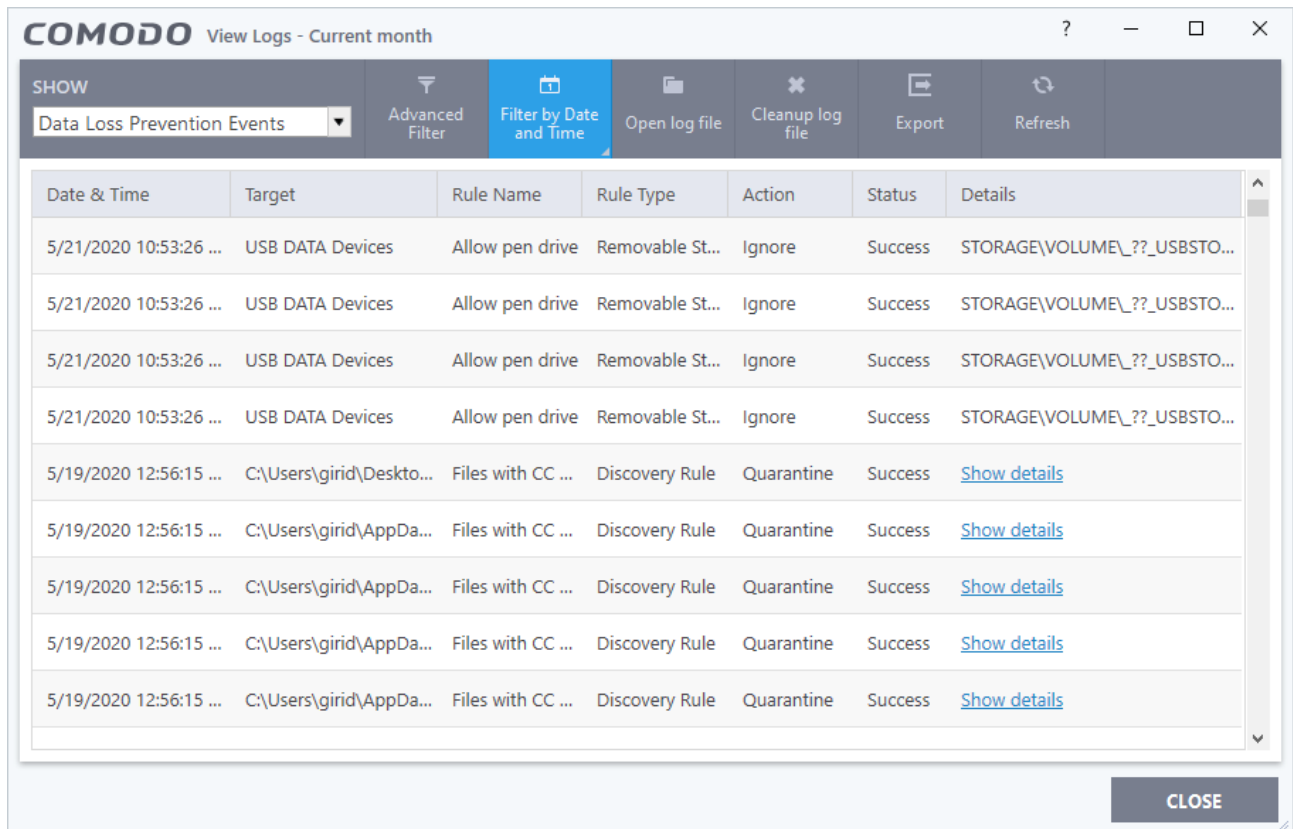 COMODO View Logs - Current month ?
SHOW
Data Loss Prevention Events
Advanced Filter
Filter by Date and Time
Open log file
Cleanup log file
Export
Refresh
Date & Time Target Rule Name Rule Type Action Status Details
5/21/2020 10:53:26 ... USB DATA Devices Allow pen drive Removable St... Ignore Success STORAGE\VOLUME\_??_USBSTO...
5/21/2020 10:53:26 ... USB DATA Devices Allow pen drive Removable St... Ignore Success STORAGE\VOLUME\_??_USBSTO...
5/21/2020 10:53:26 ... USB DATA Devices Allow pen drive Removable St... Ignore Success STORAGE\VOLUME\_??_USBSTO...
5/21/2020 10:53:26 ... USB DATA Devices Allow pen drive Removable St... Ignore Success STORAGE\VOLUME\_??_USBSTO...
5/19/2020 12:56:15 ... C:\Users\girid\Deskto... Files with CC ... Discovery Rule Quarantine Success Show details
5/19/2020 12:56:15 ... C:\Users\girid\AppDa... Files with CC ... Discovery Rule Quarantine Success Show details
5/19/2020 12:56:15 ... C:\Users\girid\AppDa... Files with CC ... Discovery Rule Quarantine Success Show details
5/19/2020 12:56:15 ... C:\Users\girid\AppDa... Files with CC ... Discovery Rule Quarantine Success Show details
5/19/2020 12:56:15 ... C:\Users\girid\AppDa... Files with CC ... Discovery Rule Quarantine Success Show details
CLOSE